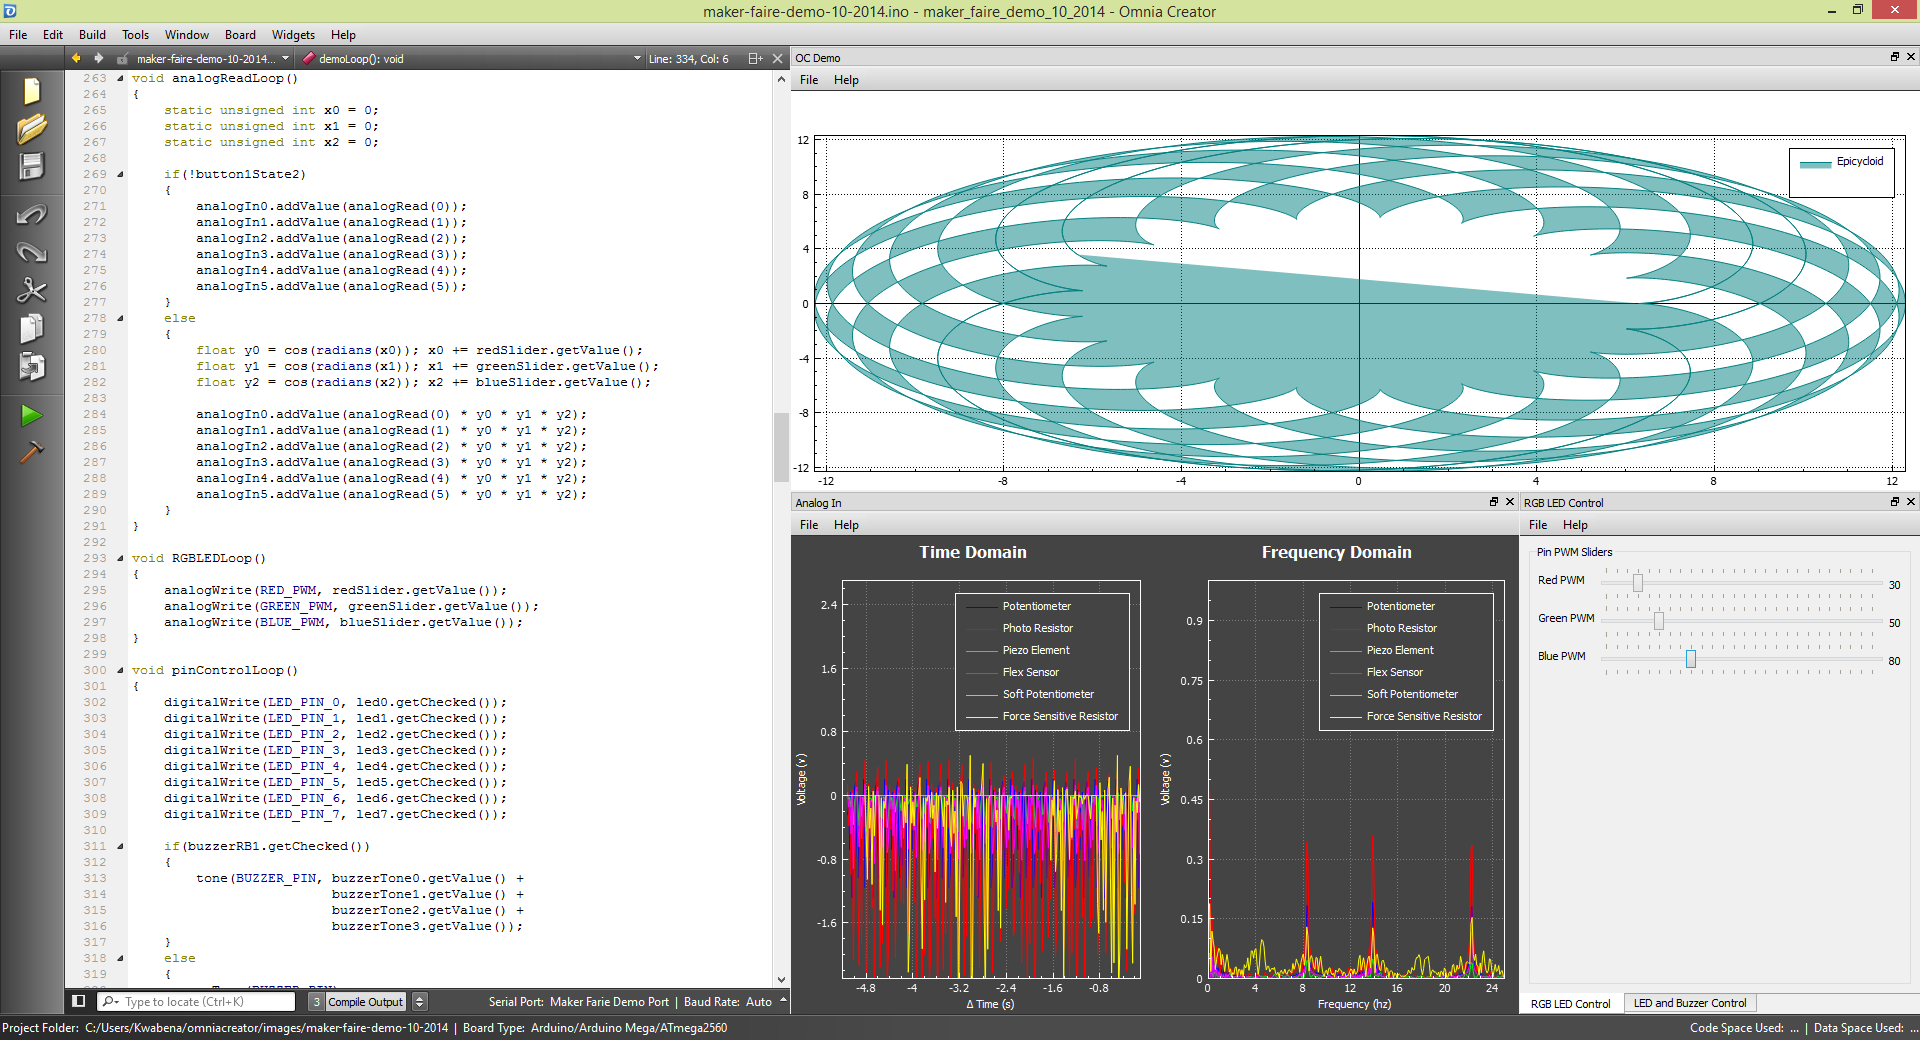 maker-faire-demo-10-2014.ino - maker_faire_demo_10_2014 - Omnia Creator
File Edit Build Tools Window Board Widgets Help
maker-faire-demo-10-2014... demoLoop(): void Line: 334, Col: 6
263 void analogReadLoop()
264 {
265 static unsigned int x0 = 0;
266 static unsigned int x1 = 0;
267 static unsigned int x2 = 0;
268
269 if(!button1State2)
270 {
271 analogIn0.addValue(analogRead(0));
272 analogIn1.addValue(analogRead(1));
273 analogIn2.addValue(analogRead(2));
274 analogIn3.addValue(analogRead(3));
275 analogIn4.addValue(analogRead(4));
276 analogIn5.addValue(analogRead(5));
277 }
278 else
279 {
280 float y0 = cos(radians(x0)); x0 += redSlider.getValue();
281 float y1 = cos(radians(x1)); x1 += greenSlider.getValue();
282 float y2 = cos(radians(x2)); x2 += blueSlider.getValue();
283
284 analogIn0.addValue(analogRead(0) * y0 * y1 * y2);
285 analogIn1.addValue(analogRead(1) * y0 * y1 * y2);
286 analogIn2.addValue(analogRead(2) * y0 * y1 * y2);
287 analogIn3.addValue(analogRead(3) * y0 * y1 * y2);
288 analogIn4.addValue(analogRead(4) * y0 * y1 * y2);
289 analogIn5.addValue(analogRead(5) * y0 * y1 * y2);
290 }
291 }
292
293 void RGBLEDLoop()
294 {
295 analogWrite(RED_PWM, redSlider.getValue());
296 analogWrite(GREEN_PWM, greenSlider.getValue());
297 analogWrite(BLUE_PWM, blueSlider.getValue());
298 }
299
300 void pinControlLoop()
301 {
302 digitalWrite(LED_PIN_0, led0.getChecked());
303 digitalWrite(LED_PIN_1, led1.getChecked());
304 digitalWrite(LED_PIN_2, led2.getChecked());
305 digitalWrite(LED_PIN_3, led3.getChecked());
306 digitalWrite(LED_PIN_4, led4.getChecked());
307 digitalWrite(LED_PIN_5, led5.getChecked());
308 digitalWrite(LED_PIN_6, led6.getChecked());
309 digitalWrite(LED_PIN_7, led7.getChecked());
310
311 if(buzzerRB1.getChecked())
312 {
313 tone(BUZZER_PIN, buzzerTone0.getValue() +
314 buzzerTone1.getValue() +
315 buzzerTone2.getValue() +
316 buzzerTone3.getValue());
317 }
318 else
319 {
Type to locate (Ctrl+K) 3 Compile Output Serial Port: Maker Farie Demo Port | Baud Rate: Auto
OC Demo
File Help
Epicycloid
12
8
4
0
-4
-8
-12
-12 -8 -4 0 4 8 12
Analog In
File Help
Time Domain
Potentiometer
Photo Resistor
Piezo Element
Flex Sensor
Soft Potentiometer
Force Sensitive Resistor
Voltage (v)
2.4
1.6
0.8
0
-0.8
-1.6
-4.8 -4 -3.2 -2.4 -1.6 -0.8
Δ Time (s)
Frequency Domain
Potentiometer
Photo Resistor
Piezo Element
Flex Sensor
Soft Potentiometer
Force Sensitive Resistor
Voltage (v)
0.9
0.75
0.6
0.45
0.3
0.15
0
0 4 8 12 16 20 24
Frequency (hz)
RGB LED Control
File Help
Pin PWM Sliders
Red PWM 30
Green PWM 50
Blue PWM 80
RGB LED Control LED and Buzzer Control
Project Folder: C:/Users/Kwabena/omniacreator/images/maker-faire-demo-10-2014 | Board Type: Arduino/Arduino Mega/ATmega2560
Code Space Used: ... | Data Space Used: ...